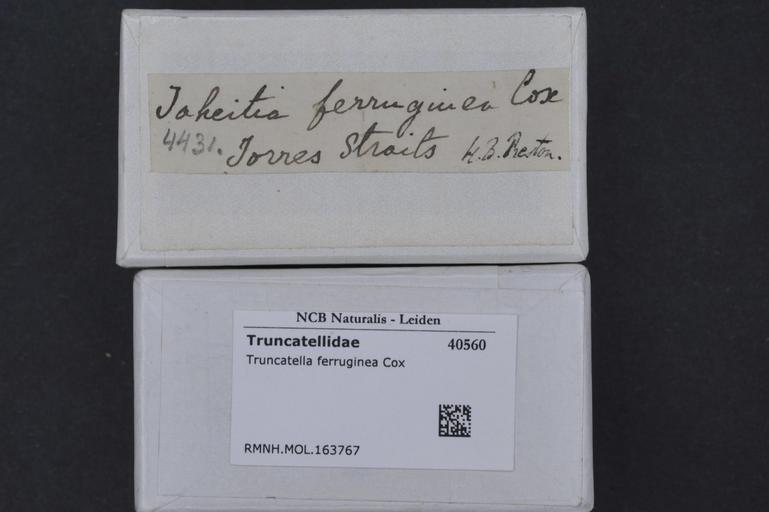 Taheitia ferruginea Cox
4431. Torres Straits H.B. Preston.
NCB Naturalis - Leiden
Truncatellidae 40560
Truncatella ferruginea Cox
RMNH.MOL.163767